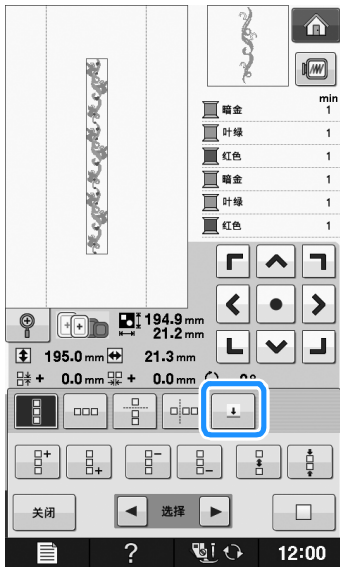 min
暗金 1
叶绿 1
红色 1
暗金 1
叶绿 1
红色 1
194.9 mm
21.2 mm
195.0 mm 21.3 mm
+ 0.0 mm + 0.0 mm
关闭 选择
? 12:00